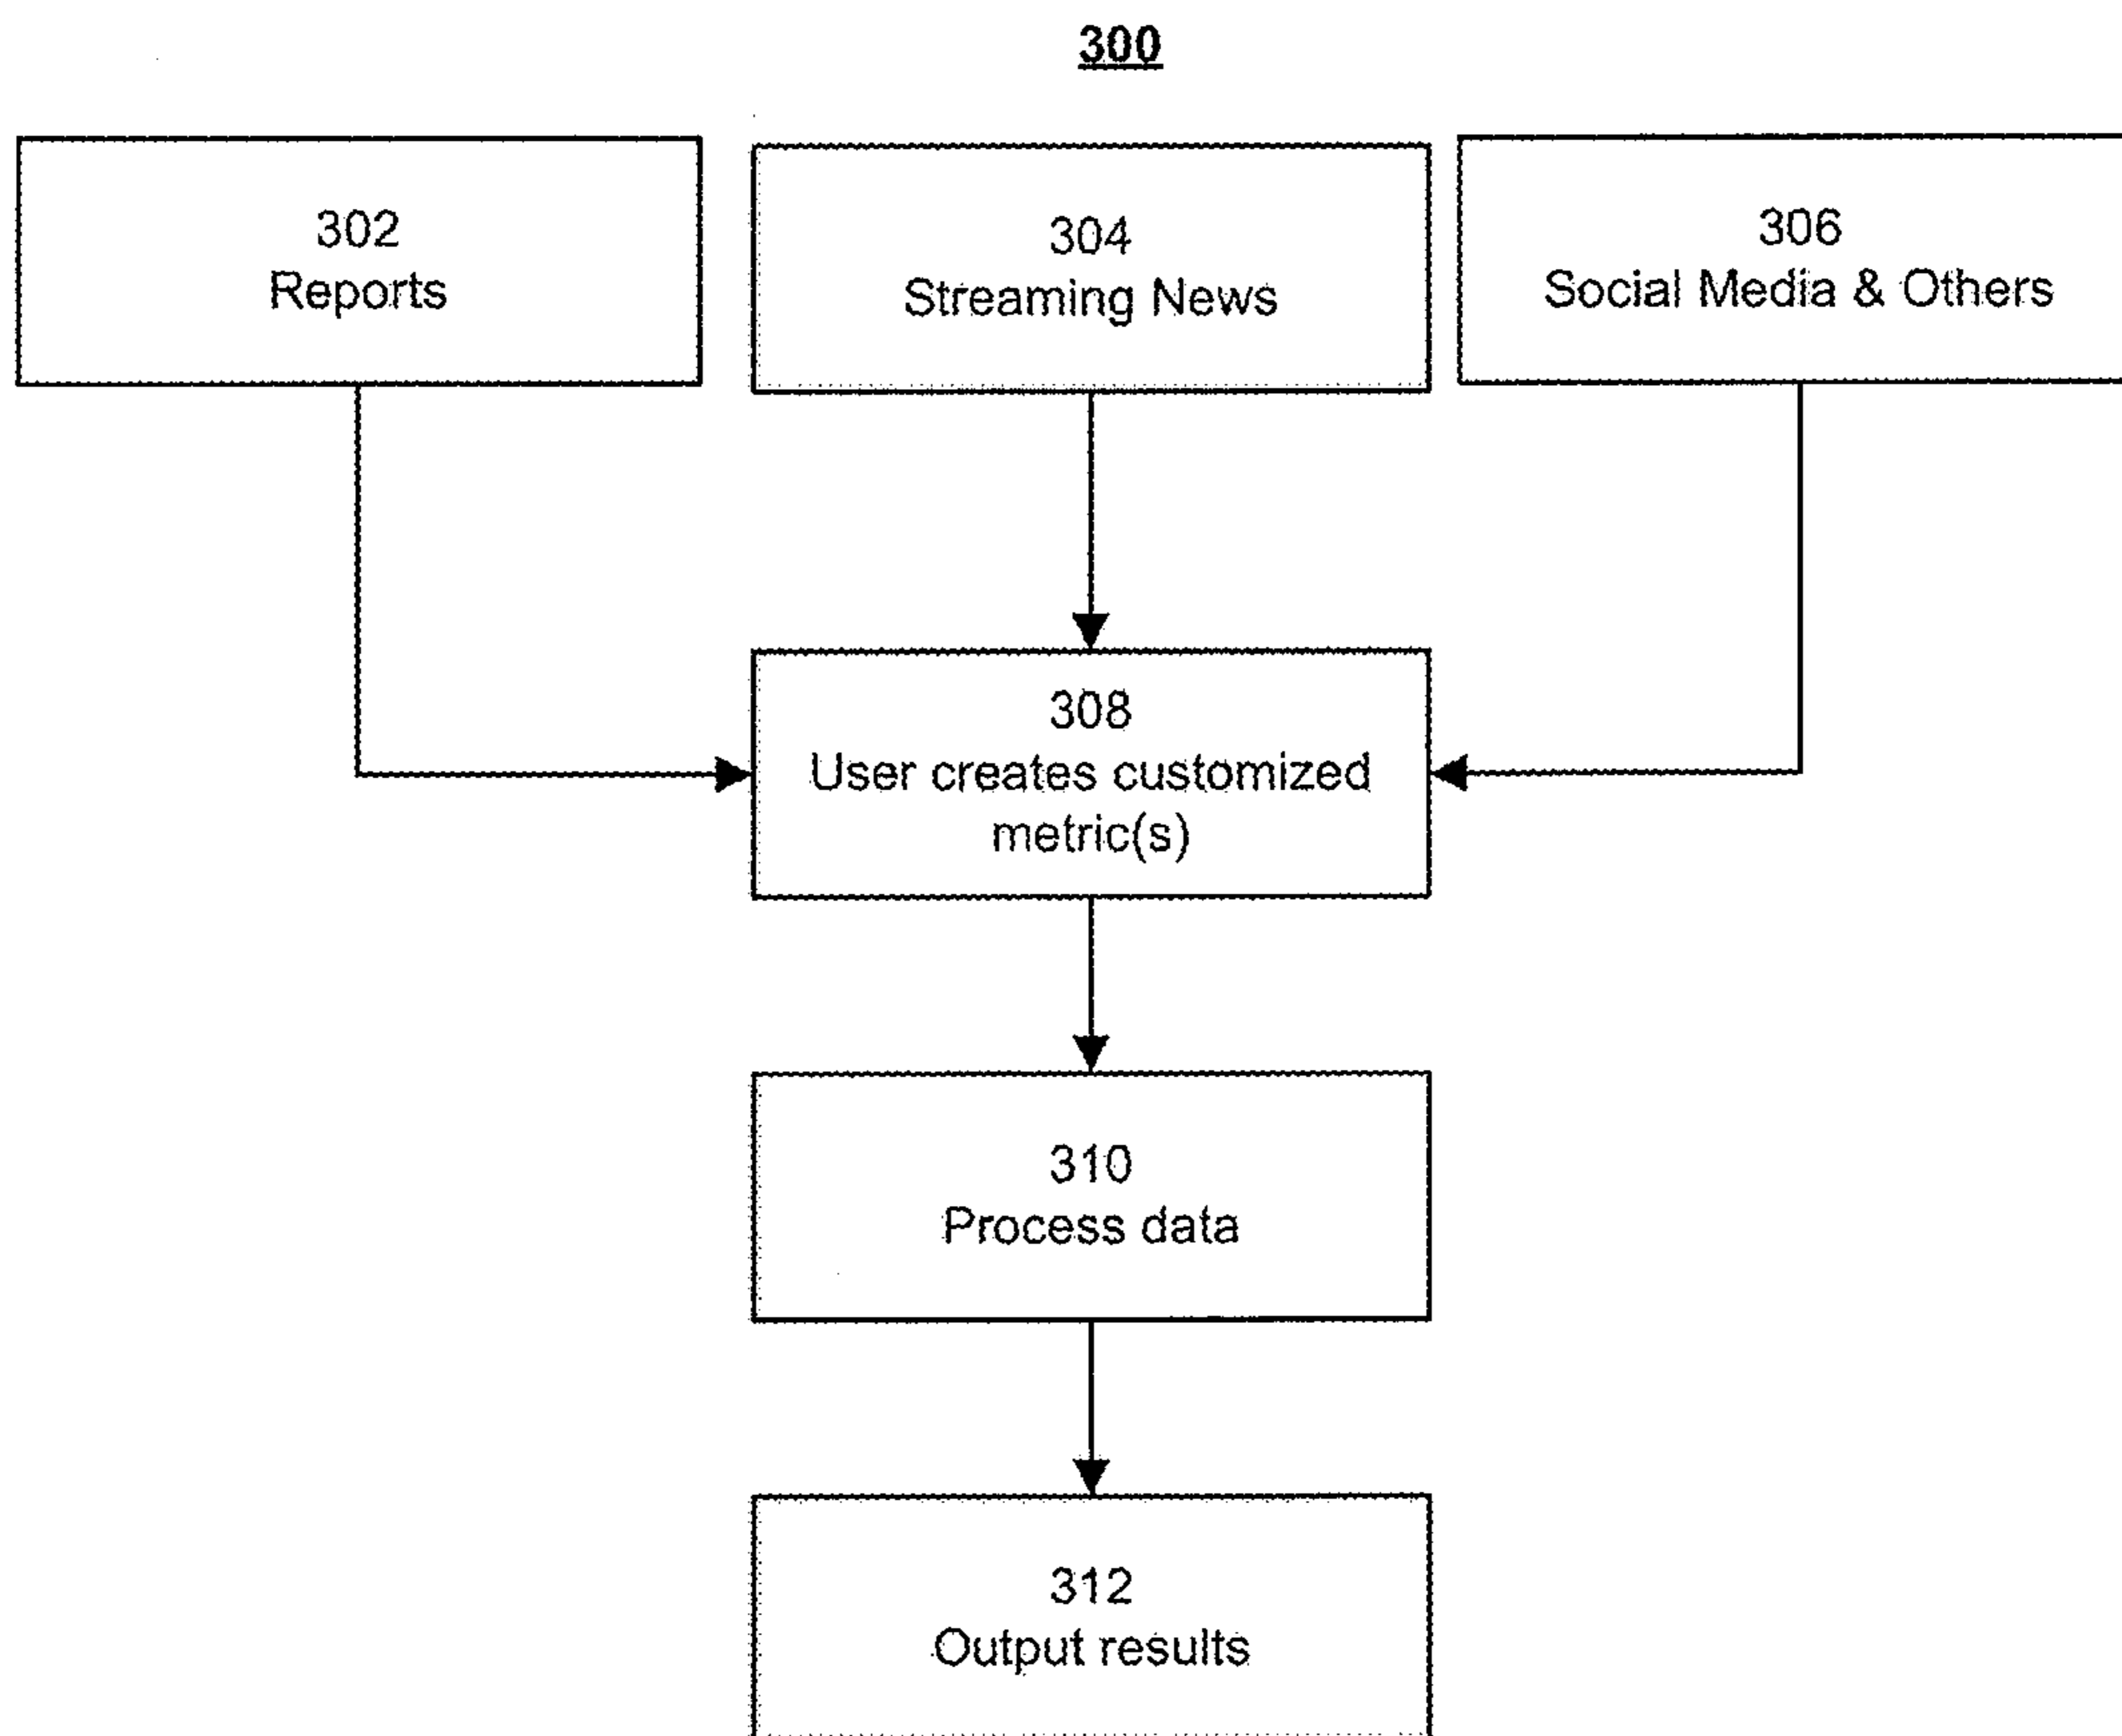 300
302
Reports
304
Streaming News
306
Social Media & Others
308
User creates customized
metric(s)
310
Process data
312
Output results